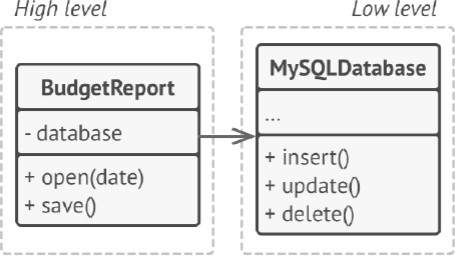 High level
Low level
BudgetReport
- database
+ open(date)
+ save()
MySQLDatabase
...
+ insert()
+ update()
+ delete()